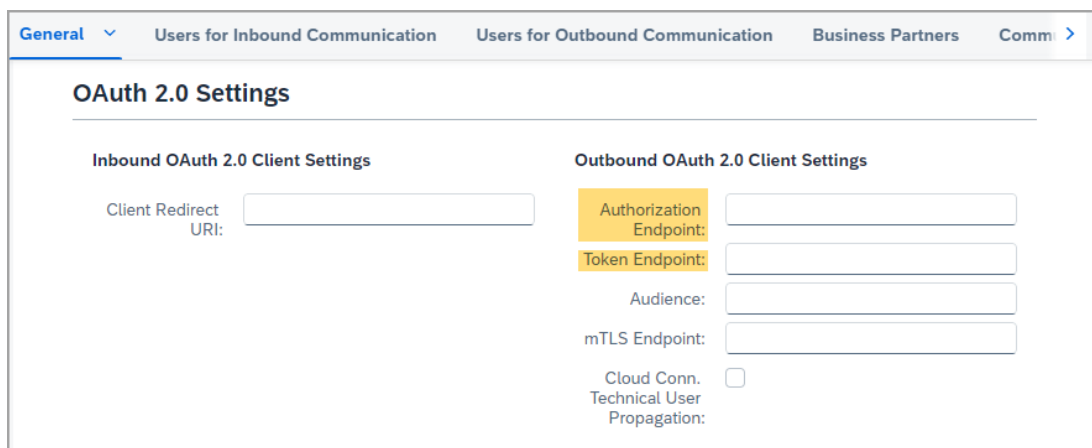 General
Users for Inbound Communication
Users for Outbound Communication
Business Partners
Comm
OAuth 2.0 Settings
Inbound OAuth 2.0 Client Settings
Client Redirect
URI:
Outbound OAuth 2.0 Client Settings
Authorization
Endpoint:
Token Endpoint:
Audience:
mTLS Endpoint:
Cloud Conn.
Technical User
Propagation: